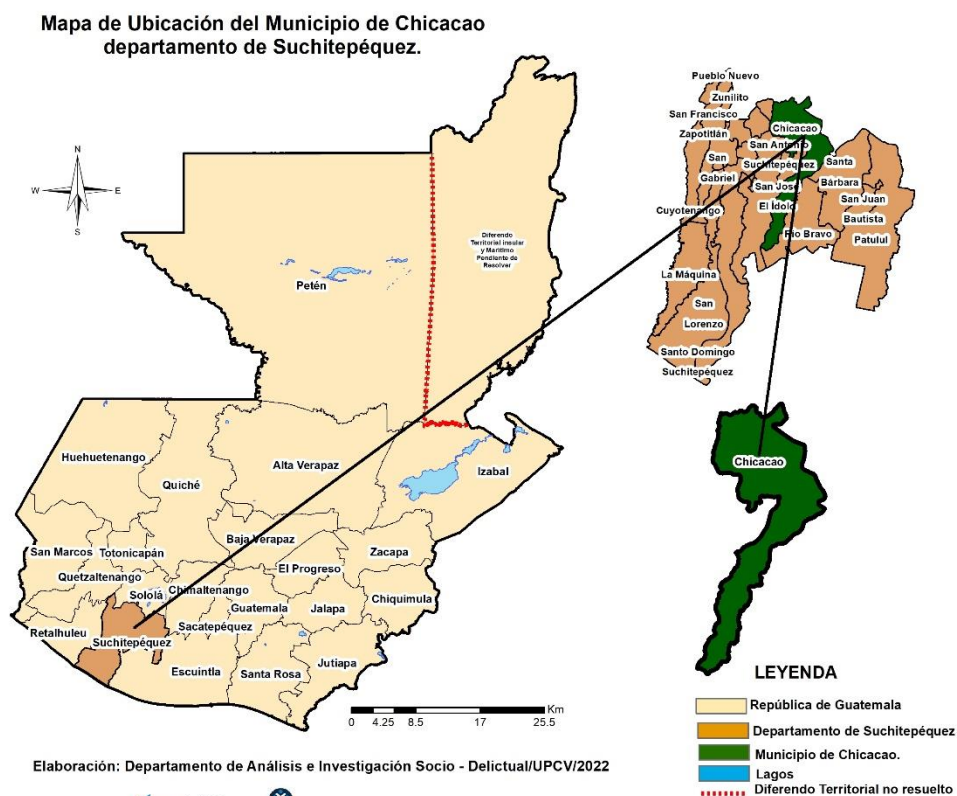 Mapa de Ubicación del Municipio de Chicacao
departamento de Suchitepéquez.
N
W
E
S
Diferendo
Territorial insular
y Marítimo
Pendiente de
Resolver
Petén
Huehuetenango
Quiché
Alta Verapaz
Izabal
San Marcos
Totonicapán
Baja Verapaz
Zacapa
Quetzaltenango
El Progreso
Sololá
Chimaltenango
Guatemala
Jalapa
Chiquimula
Retalhuleu
Suchitepéquez
Sacatepéquez
Escuintla
Santa Rosa
Jutiapa
Km
0 4.25 8.5 17 25.5
Pueblo Nuevo
Zunilito
San Francisco
Zapotitlán
Chicacao
San Antonio
Suchitepéquez
San
Gabriel
Santa
Bárbara
San José
El Ídolo
San Juan
Bautista
Cuyotenango
Río Bravo
Patulul
La Máquina
San
Lorenzo
Santo Domingo
Suchitepéquez
Chicacao
LEYENDA
República de Guatemala
Departamento de Suchitepéquez
Municipio de Chicacao.
Lagos
Diferendo Territorial no resuelto
Elaboración: Departamento de Análisis e Investigación Socio - Delictual/UPCV/2022